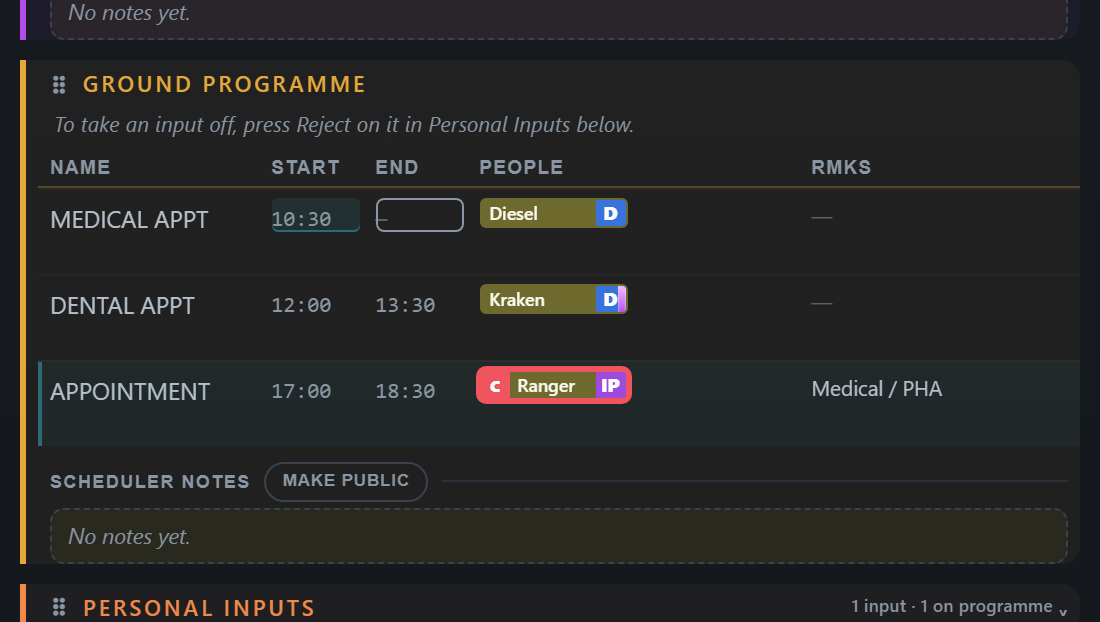 No notes yet.
GROUND PROGRAMME
To take an input off, press Reject on it in Personal Inputs below.
NAME START END PEOPLE RMKS
MEDICAL APPT 10:30 — Diesel D —
DENTAL APPT 12:00 13:30 Kraken D —
APPOINTMENT 17:00 18:30 c Ranger IP Medical / PHA
SCHEDULER NOTES MAKE PUBLIC
No notes yet.
PERSONAL INPUTS 1 input · 1 on programme